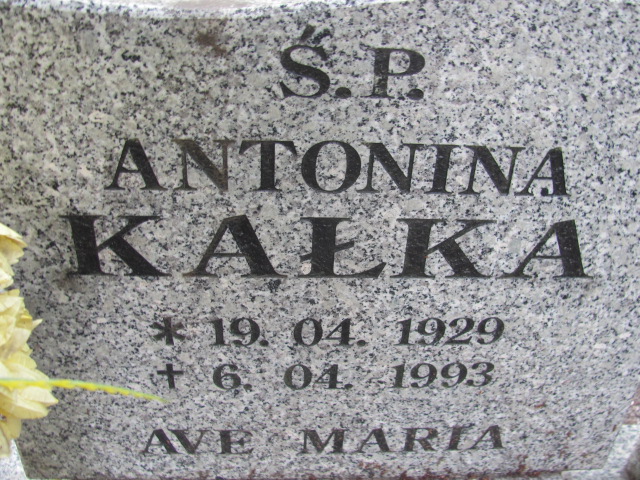 Ś.P.
ANTONINA
KAŁKA
* 19. 04. 1929
+ 6. 04. 1993
AVE MARIA